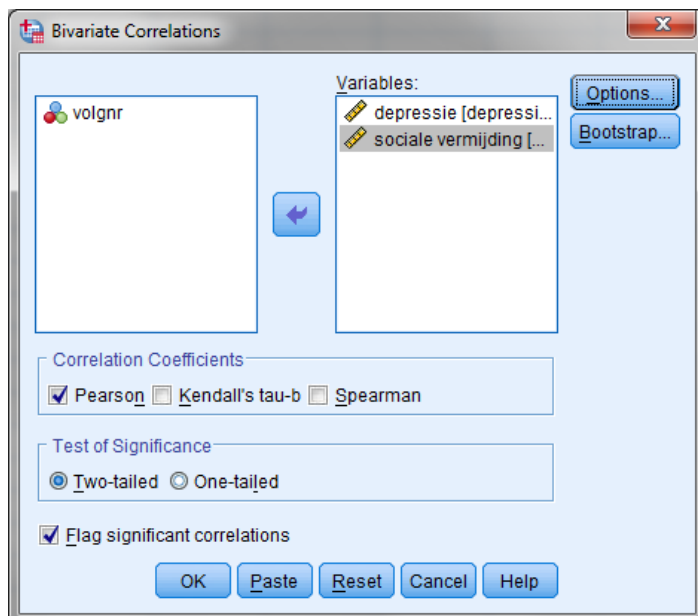 Bivariate Correlations
Variables:
volgnr
depressie [depressi...
sociale vermijding [...
Options...
Bootstrap...
Correlation Coefficients
Pearson Kendall's tau-b Spearman
Test of Significance
Two-tailed One-tailed
Flag significant correlations
OK Paste Reset Cancel Help